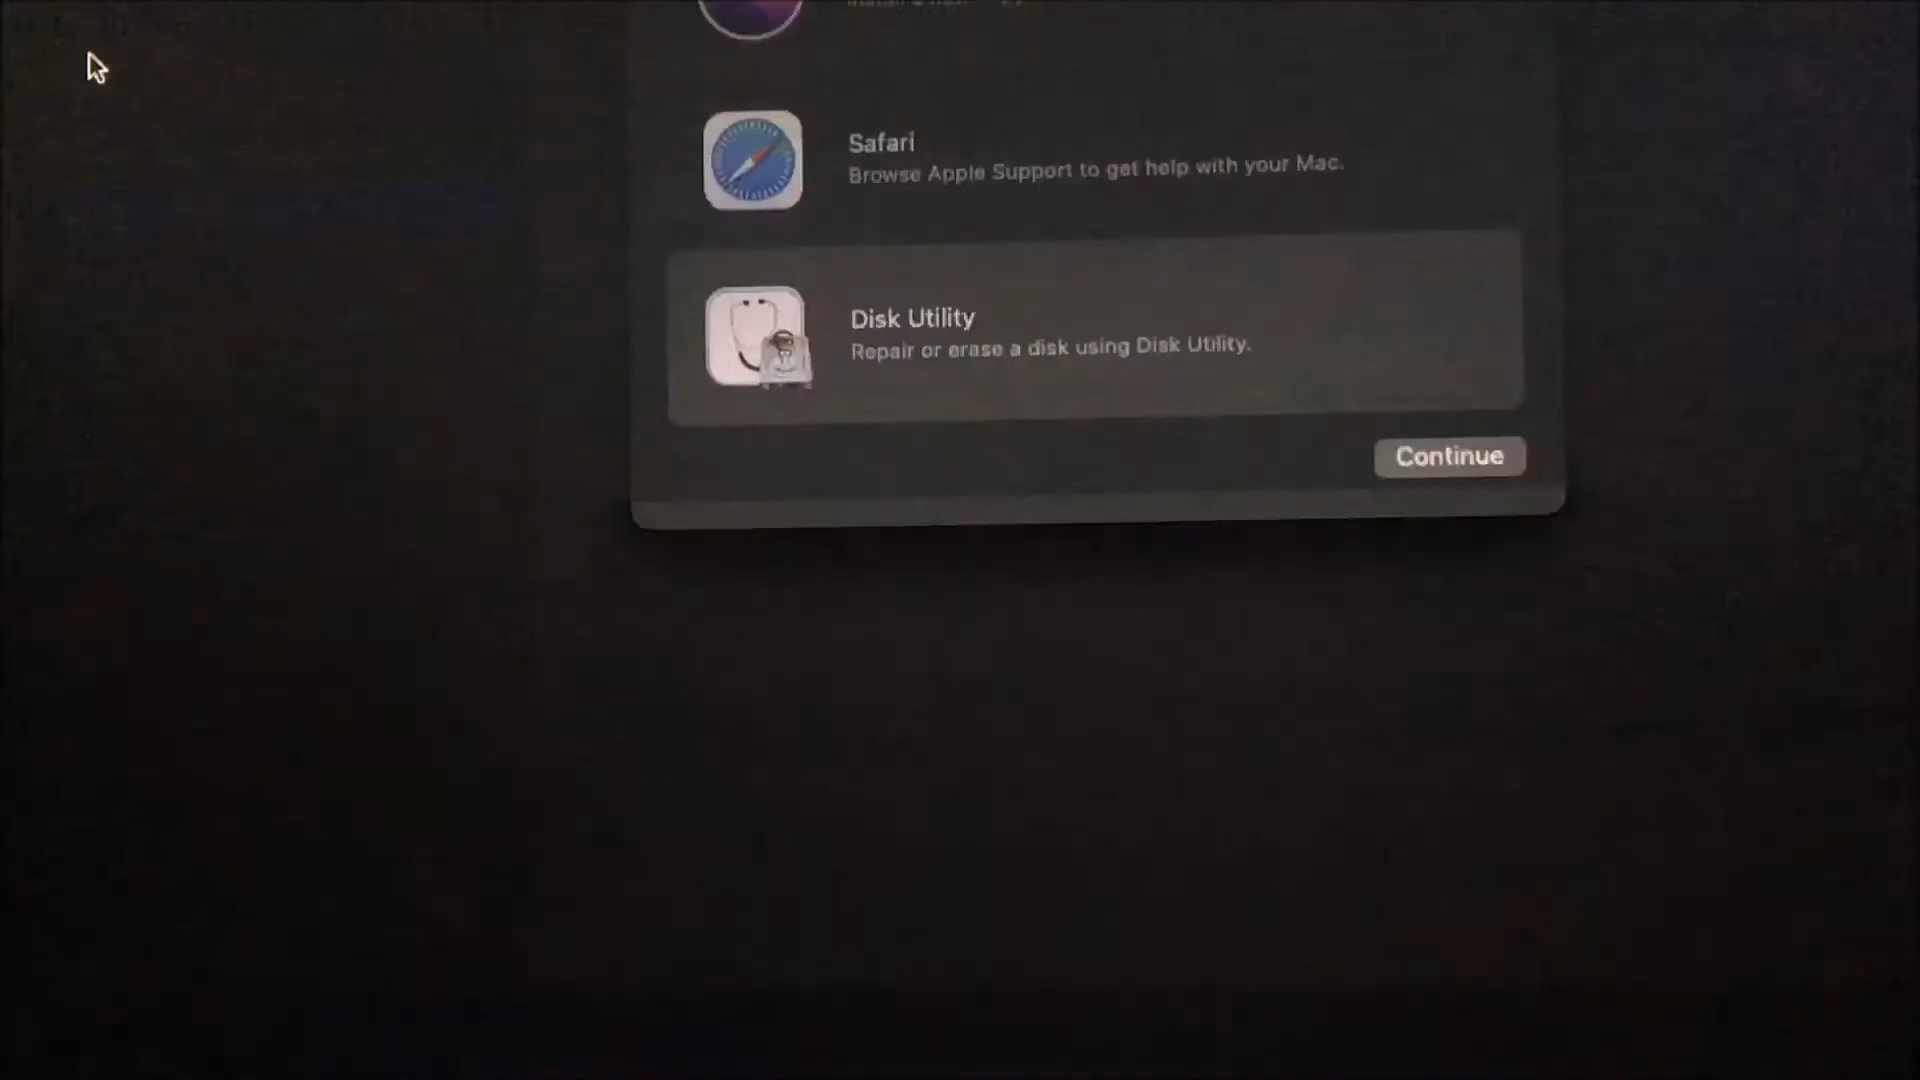 Safari
Browse Apple Support to get help with your Mac.
Disk Utility
Repair or erase a disk using Disk Utility.
Continue